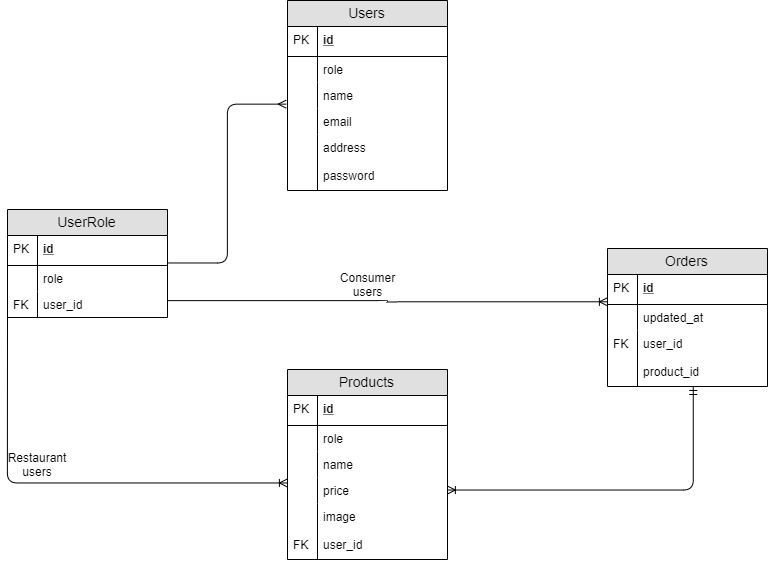 Users
PK id
role
name
email
address
password
UserRole
PK id
role
FK user_id
Consumer
users
Orders
PK id
updated_at
FK user_id
product_id
Products
PK id
role
name
price
image
FK user_id
Restaurant
users